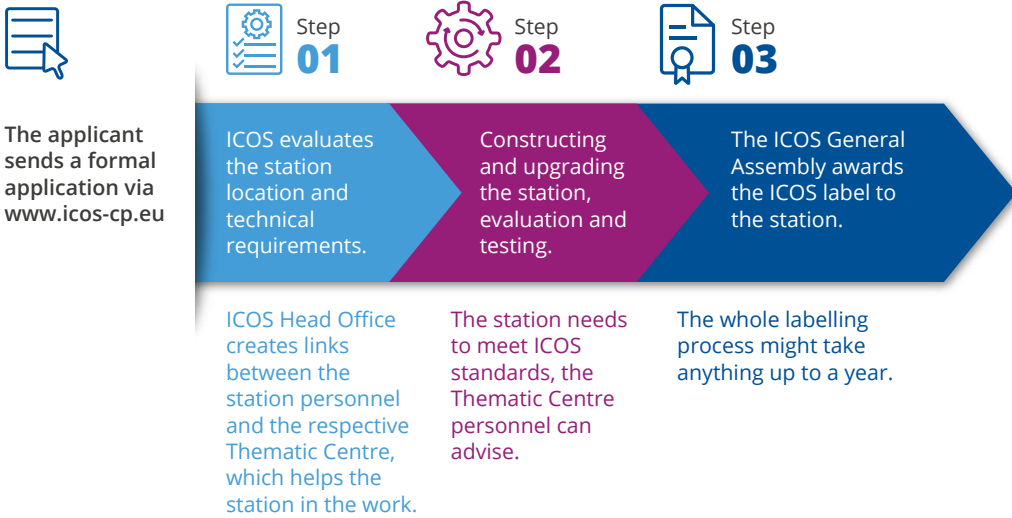 The applicant
sends a formal
application via
www.icos-cp.eu
Step
01
ICOS evaluates
the station
location and
technical
requirements.
ICOS Head Office
creates links
between the
station personnel
and the respective
Thematic Centre,
which helps the
station in the work.
Step
02
Constructing
and upgrading
the station,
evaluation and
testing.
The station needs
to meet ICOS
standards, the
Thematic Centre
personnel can
advise.
Step
03
The ICOS General
Assembly awards
the ICOS label to
the station.
The whole labelling
process might take
anything up to a year.